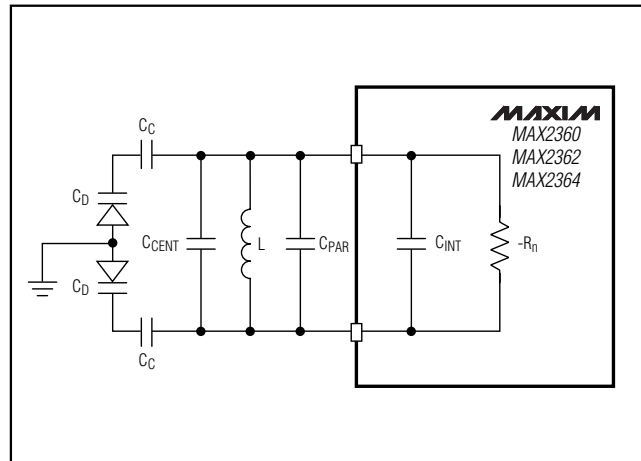 MAXIM
MAX2360
MAX2362
MAX2364
CC
CD
CCENT
L
CPAR
CINT
-Rn
CD
CC